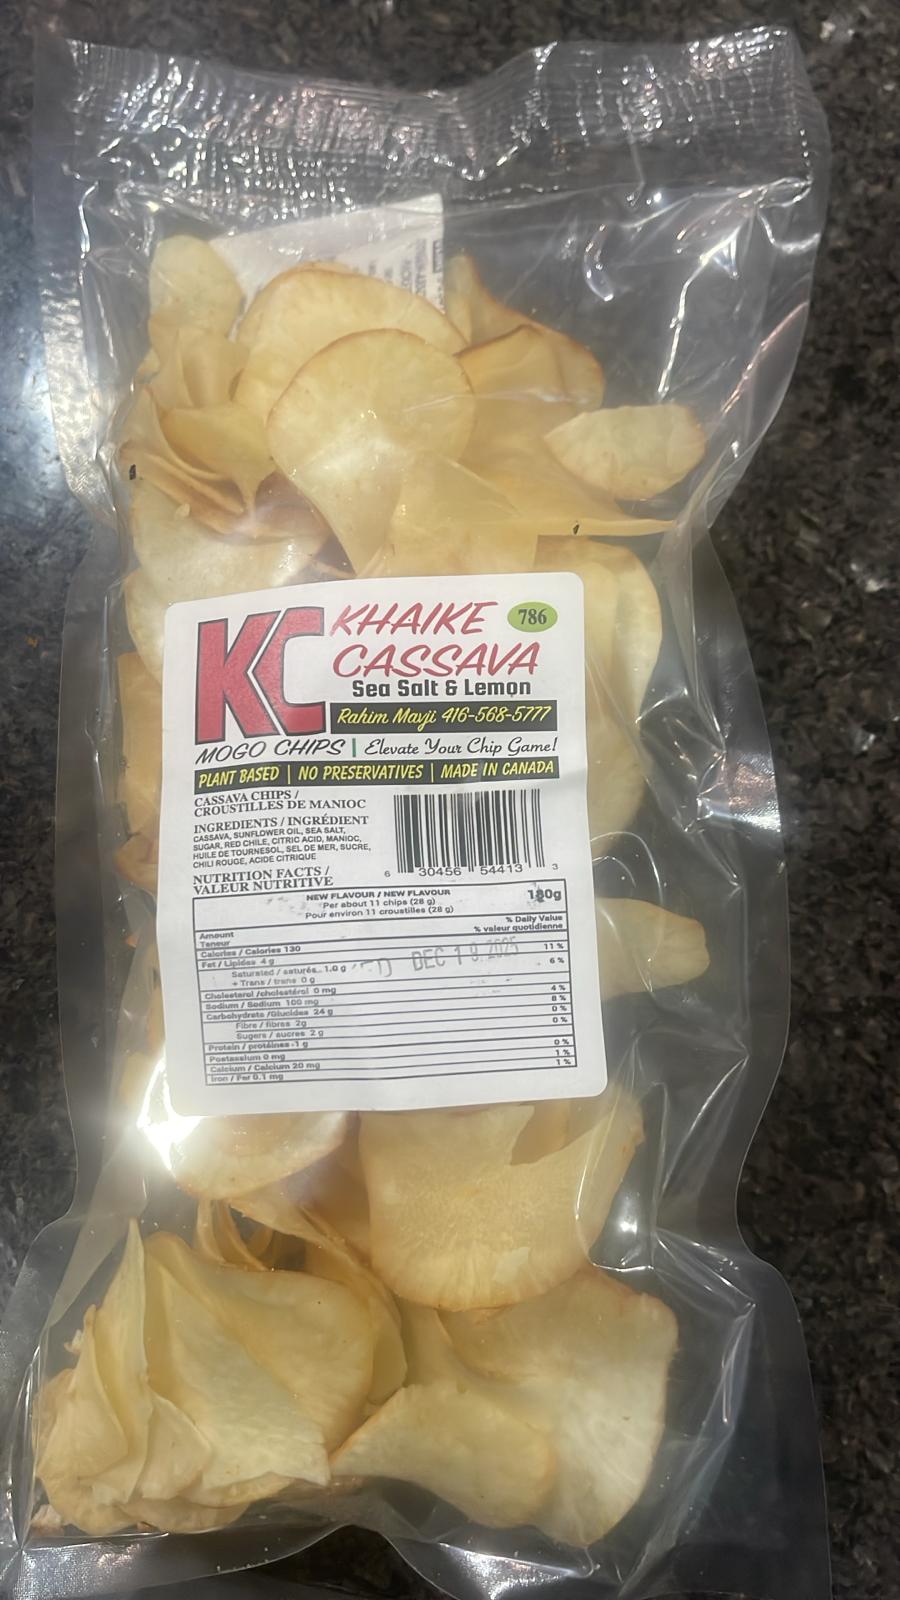 KC
KHAIKE 786
CASSAVA
Sea Salt & Lemon
Rahim Mavji 416-568-5777
MOGO CHIPS | Elevate Your Chip Game!
PLANT BASED | NO PRESERVATIVES | MADE IN CANADA
CASSAVA CHIPS /
CROUSTILLES DE MANIOC
INGREDIENTS / INGRÉDIENT
CASSAVA, SUNFLOWER OIL, SEA SALT,
SUGAR, RED CHILE, CITRIC ACID, MANIOC,
HUILE DE TOURNESOL, SEL DE MER, SUCRE,
CHILI ROUGE, ACIDE CITRIQUE
6 30456 54413 3
NUTRITION FACTS /
VALEUR NUTRITIVE
NEW FLAVOUR / NEW FLAVOUR
Per about 11 chips (28 g)
Pour environ 11 croustilles (28 g)
180g
% Daily Value
% valeur quotidienne
Amount
Teneur
Calories / Calories 130
Fat / Lipides 4 g 11 %
Saturated / saturés.. 1.0 g 6 %
+ Trans / trans 0 g
DEC 1 2025
Cholesterol /cholestérol 0 mg
Sodium / Sodium 100 mg 4 %
Carbohydrate /Glucides 24 g 8 %
Fibre / fibres 2g 0 %
Sugars / sucres 2 g 0 %
Protein / protéines -1 g
Postassium 0 mg 0 %
Calcium / Calcium 20 mg 1 %
Iron / Fer 0.1 mg 1 %